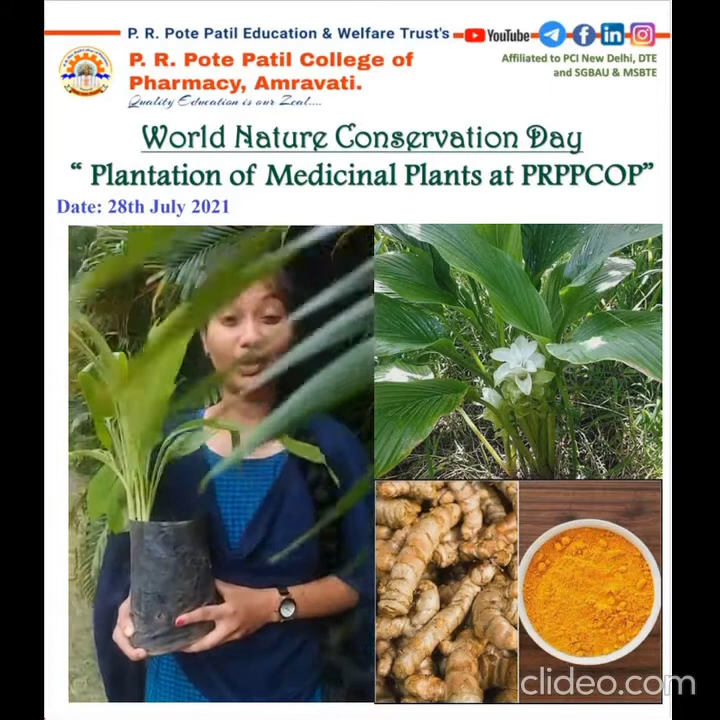 P. R. Pote Patil Education & Welfare Trust's
YouTube
P. R. Pote Patil College of
Pharmacy, Amravati.
Quality Education is our Zeal....
Affiliated to PCI New Delhi, DTE
and SGBAU & MSBTE
World Nature Conservation Day
“ Plantation of Medicinal Plants at PRPPCOP”
Date: 28th July 2021
clideo.com